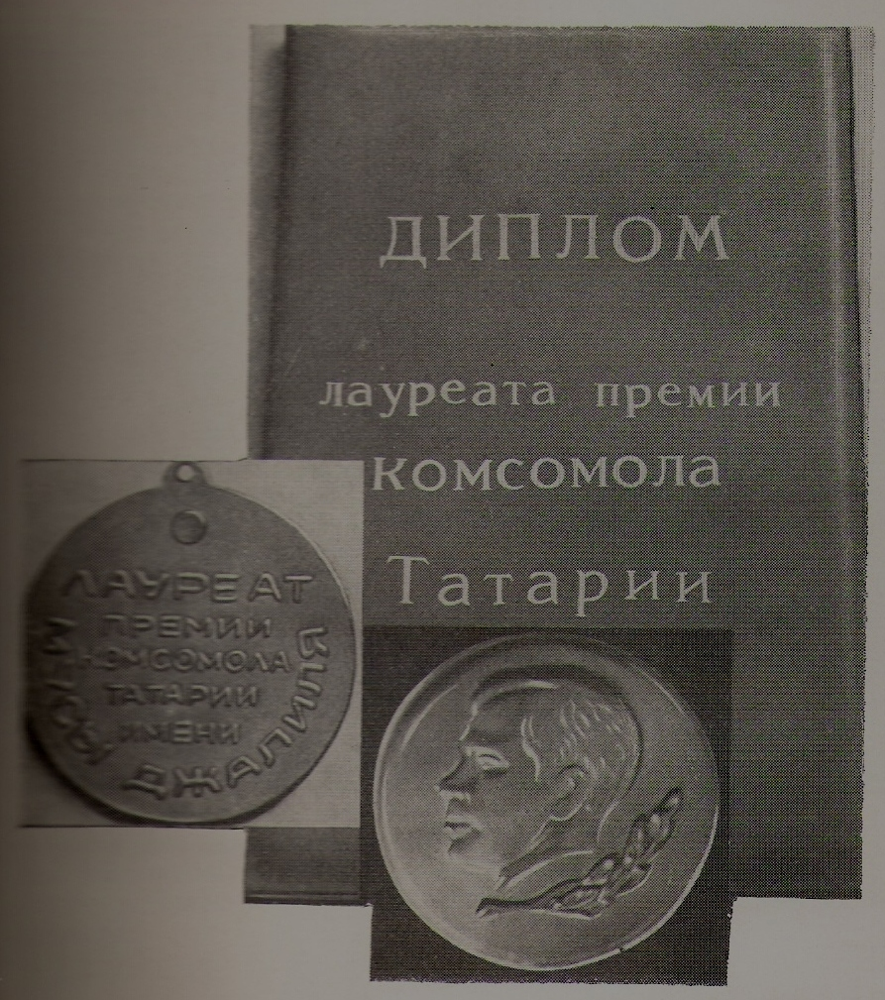 ДИПЛОМ
лауреата премии
КОМСОМОЛА
Татарии
ЛАУРЕАТ
ПРЕМИИ
КОМСОМОЛА
ТАТАРИИ
ИМЕНИ
МУСЫ ДЖАЛИЛЯ